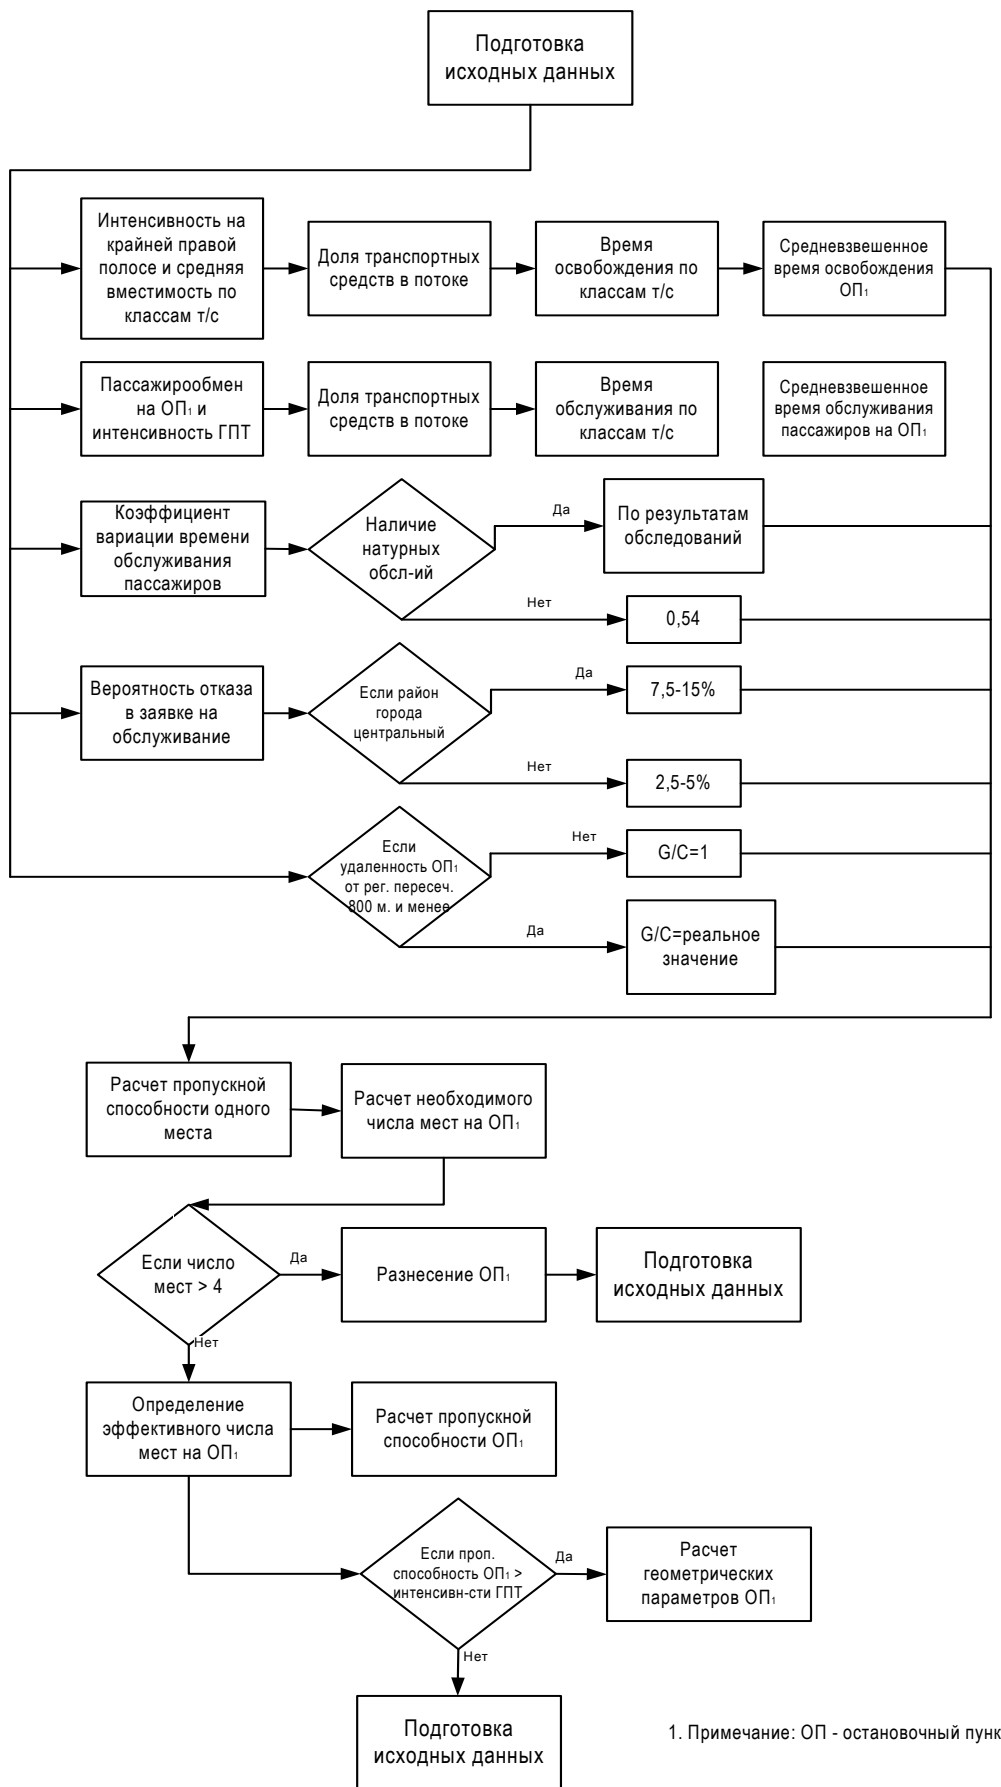 Подготовка
исходных данных
Интенсивность на
крайней правой
полосе и средняя
вместимость по
классам т/с
Доля транспортных
средств в потоке
Время
освобождения по
классам т/с
Средневзвешенное
время освобождения
ОП₁
Пассажирообмен
на ОП₁ и
интенсивность ГПТ
Доля транспортных
средств в потоке
Время
обслуживания по
классам т/с
Средневзвешенное
время обслуживания
пассажиров на ОП₁
Коэффициент
вариации времени
обслуживания
пассажиров
Наличие
натурных
обсл-ий
Да
По результатам
обследований
Нет
0,54
Вероятность отказа
в заявке на
обслуживание
Если район
города
центральный
Да
7,5-15%
Нет
2,5-5%
Если
удаленность ОП₁
от рег. пересеч.
800 м. и менее
Нет
G/C=1
Да
G/C=реальное
значение
Расчет пропускной
способности одного
места
Расчет необходимого
числа мест на ОП₁
Если число
мест > 4
Да
Разнесение ОП₁
Подготовка
исходных данных
Нет
Определение
эффективного числа
мест на ОП₁
Расчет пропускной
способности ОП₁
Если проп.
способность ОП₁ >
интенсивн-сти ГПТ
Да
Расчет
геометрических
параметров ОП₁
Нет
Подготовка
исходных данных
1. Примечание: ОП - остановочный пунк